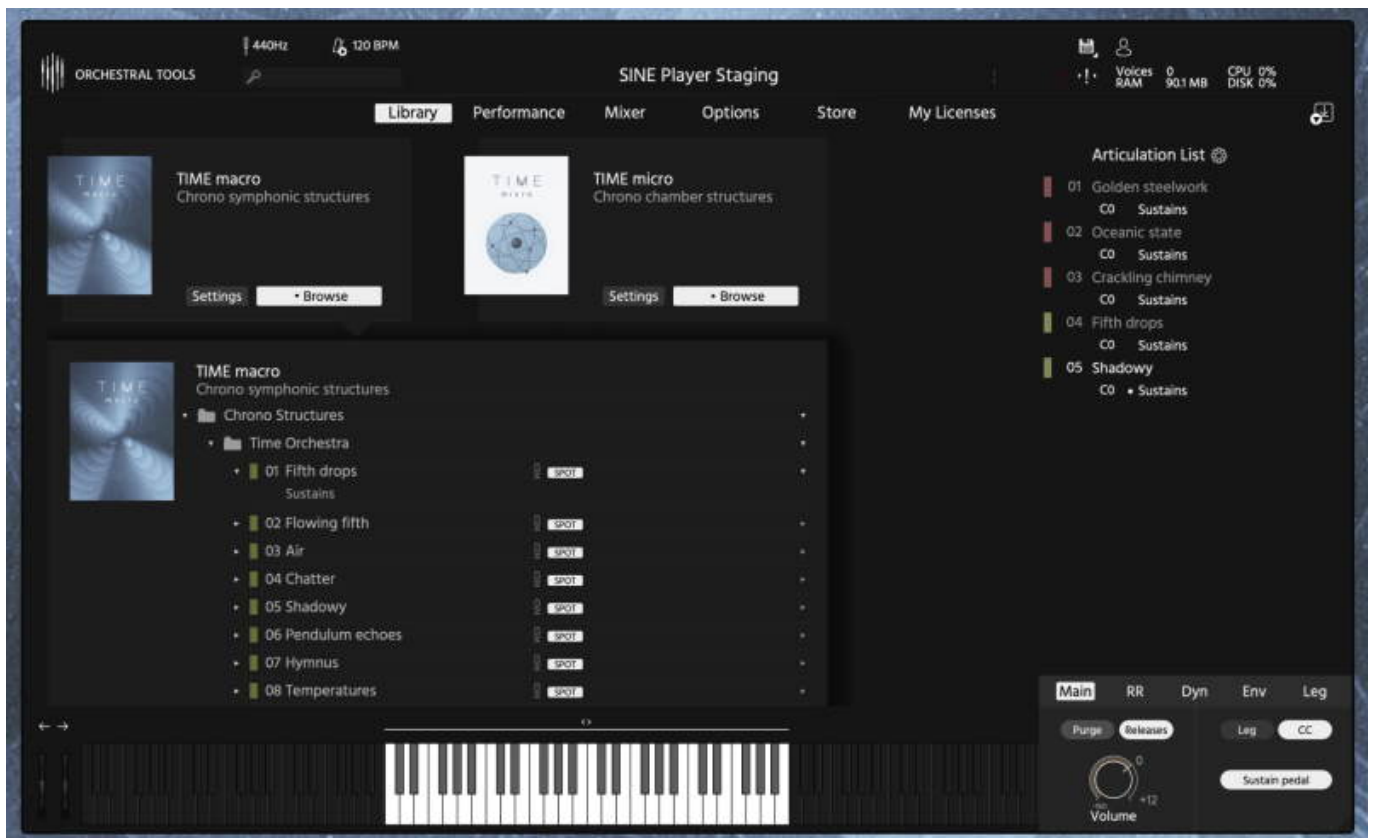 440Hz 120 BPM
ORCHESTRAL TOOLS
SINE Player Staging
Voices 0 CPU 0%
RAM 90.1 MB DISK 0%
Library Performance Mixer Options Store My Licenses
TIME macro
TIME macro
Chrono symphonic structures
Settings • Browse
TIME micro
TIME micro
Chrono chamber structures
Settings • Browse
TIME macro
TIME macro
Chrono symphonic structures
Chrono Structures
Time Orchestra
01 Fifth drops SPOT
Sustains
02 Flowing fifth SPOT
03 Air SPOT
04 Chatter SPOT
05 Shadowy SPOT
06 Pendulum echoes SPOT
07 Hymnus SPOT
08 Temperatures SPOT
Articulation List
01 Golden steelwork
C0 Sustains
02 Oceanic state
C0 Sustains
03 Crackling chimney
C0 Sustains
04 Fifth drops
C0 Sustains
05 Shadowy
C0 • Sustains
Main RR Dyn Env Leg
Purge Releases Leg CC
Sustain pedal
0
+12
Volume